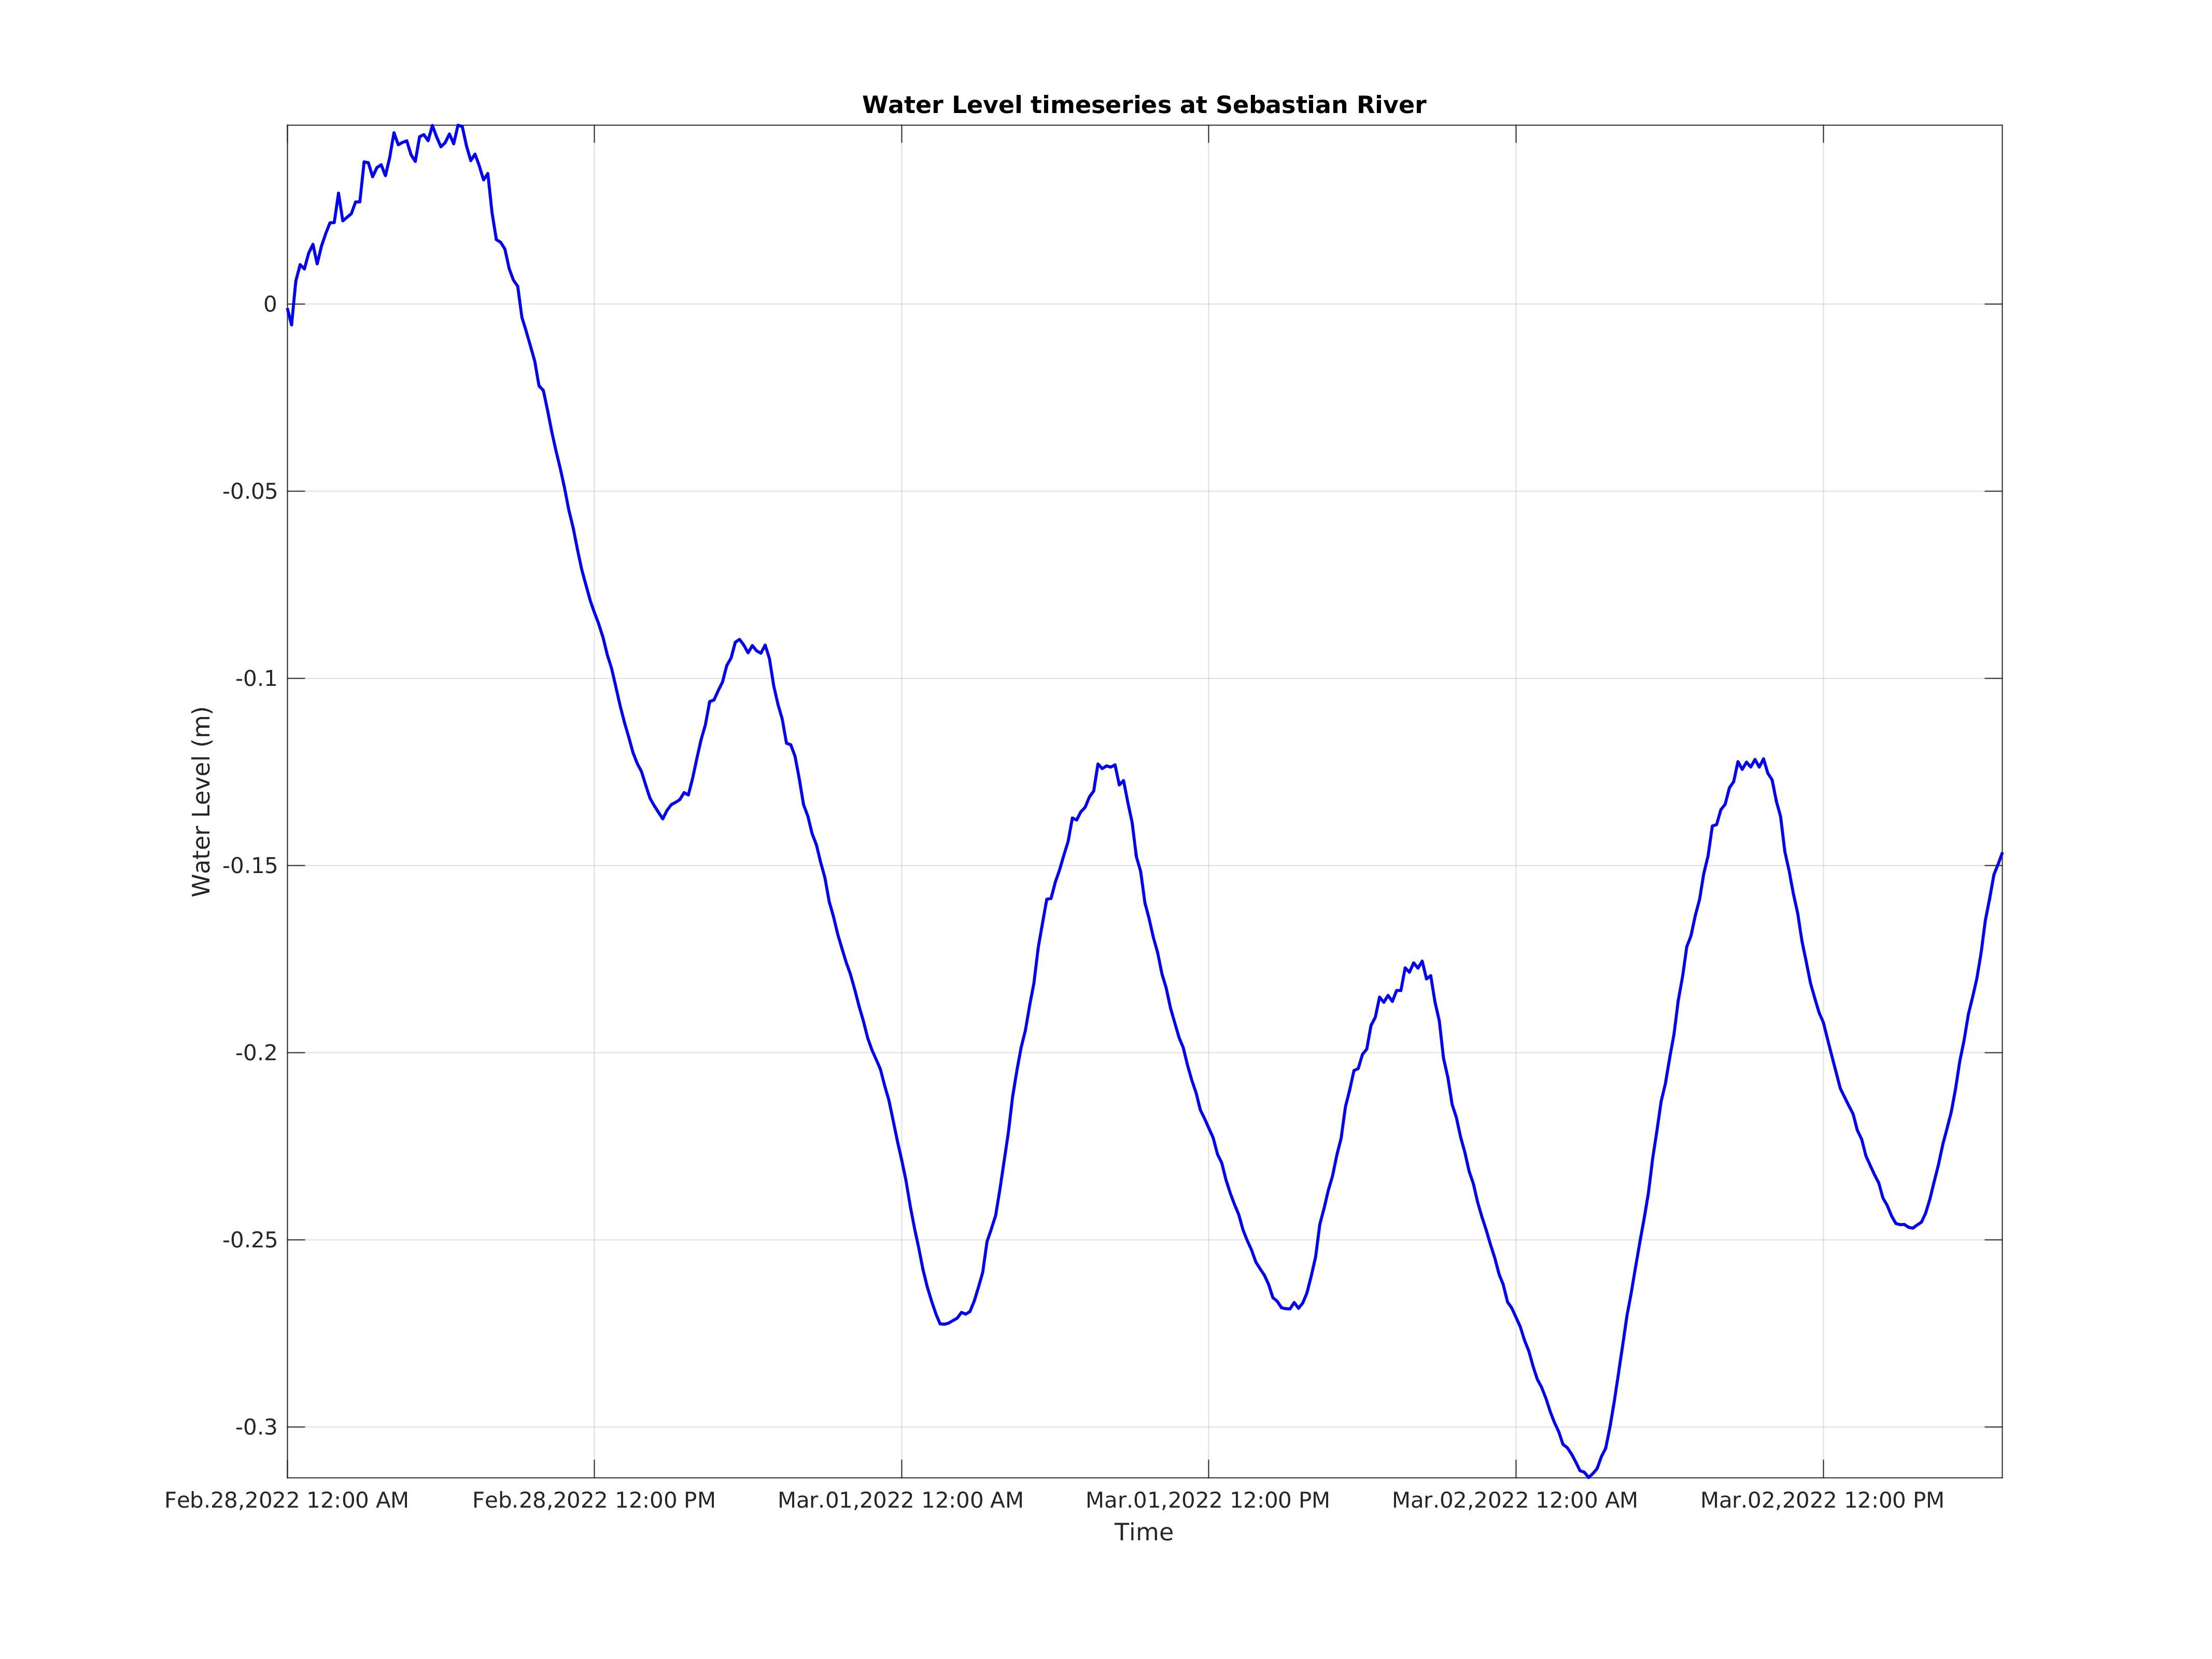 Water Level timeseries at Sebastian River
0
-0.05
-0.1
-0.15
-0.2
-0.25
-0.3
Water Level (m)
Feb.28,2022 12:00 AM Feb.28,2022 12:00 PM Mar.01,2022 12:00 AM Mar.01,2022 12:00 PM Mar.02,2022 12:00 AM Mar.02,2022 12:00 PM
Time